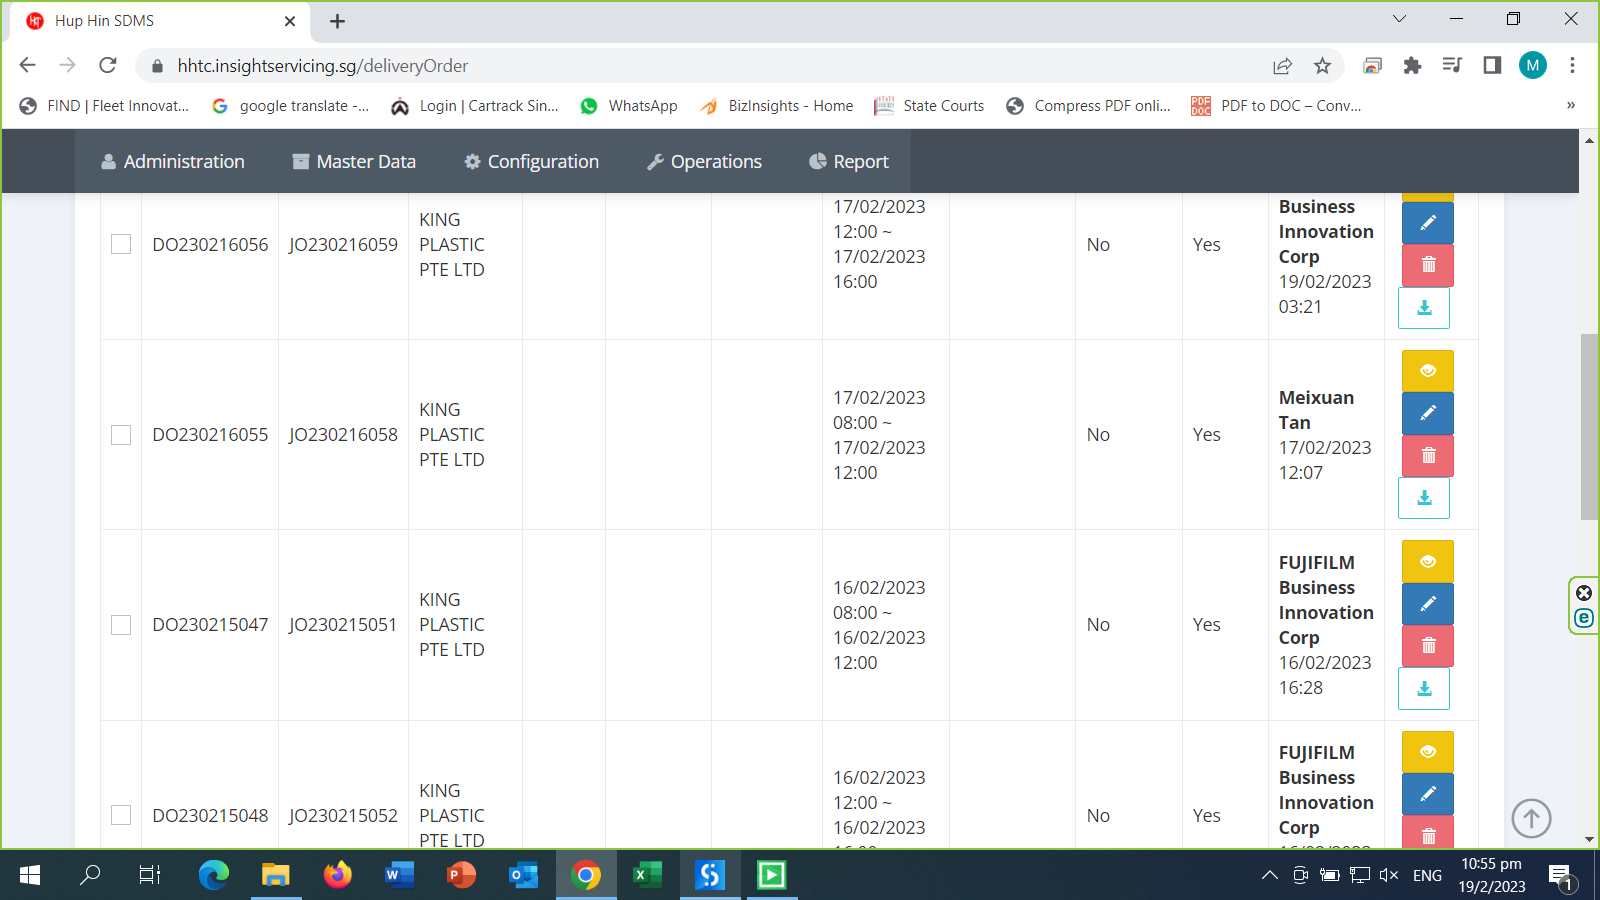 Hup Hin SDMS
hhtc.insightservicing.sg/deliveryOrder
M
FIND | Fleet Innovat... google translate -... Login | Cartrack Sin... WhatsApp BizInsights - Home State Courts Compress PDF onli... PDF to DOC – Conv... »
Administration Master Data Configuration Operations Report
DO230216056
JO230216059
KING
PLASTIC
PTE LTD
17/02/2023
12:00 ~
17/02/2023
16:00
No
Yes
Business
Innovation
Corp
19/02/2023
03:21
DO230216055
JO230216058
KING
PLASTIC
PTE LTD
17/02/2023
08:00 ~
17/02/2023
12:00
No
Yes
Meixuan
Tan
17/02/2023
12:07
DO230215047
JO230215051
KING
PLASTIC
PTE LTD
16/02/2023
08:00 ~
16/02/2023
12:00
No
Yes
FUJIFILM
Business
Innovation
Corp
16/02/2023
16:28
DO230215048
JO230215052
KING
PLASTIC
PTE LTD
16/02/2023
12:00 ~
16/02/2023
No
Yes
FUJIFILM
Business
Innovation
Corp
ENG
10:55 pm
19/2/2023
1